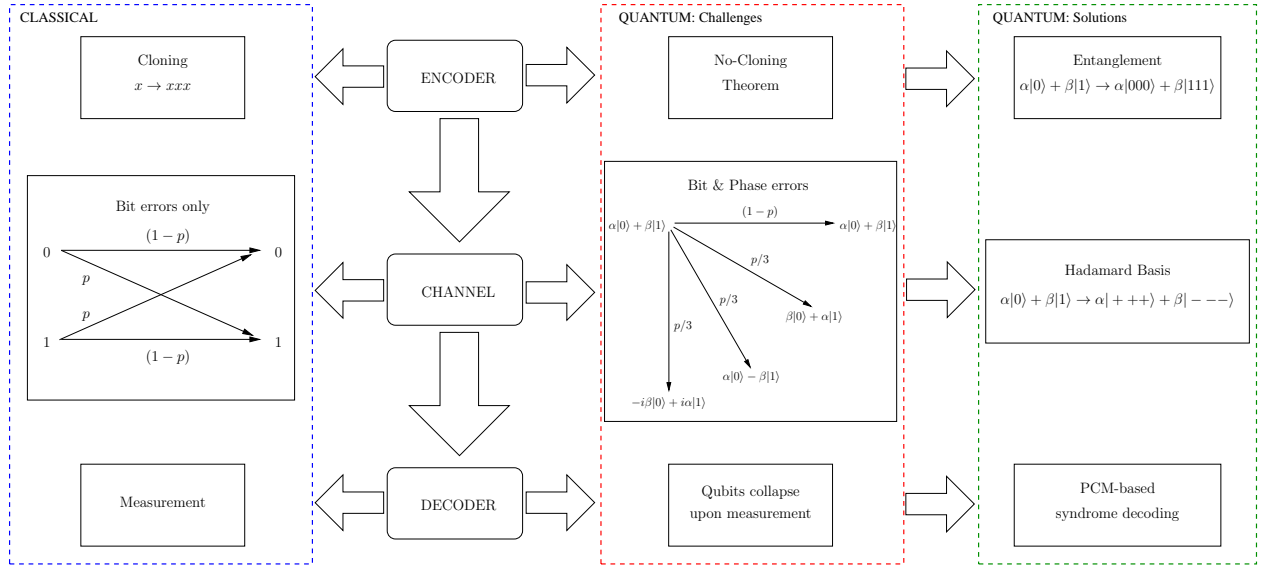 CLASSICAL
Cloning
x → xxx
Bit errors only
(1 − p)
0
0
p
p
1
1
(1 − p)
Measurement
ENCODER
CHANNEL
DECODER
QUANTUM: Challenges
No-Cloning
Theorem
Bit & Phase errors
(1 − p)
α|0⟩ + β|1⟩
α|0⟩ + β|1⟩
p/3
p/3
p/3
β|0⟩ + α|1⟩
α|0⟩ − β|1⟩
−iβ|0⟩ + iα|1⟩
Qubits collapse
upon measurement
QUANTUM: Solutions
Entanglement
α|0⟩ + β|1⟩ → α|000⟩ + β|111⟩
Hadamard Basis
α|0⟩ + β|1⟩ → α| + ++⟩ + β| − −−⟩
PCM-based
syndrome decoding